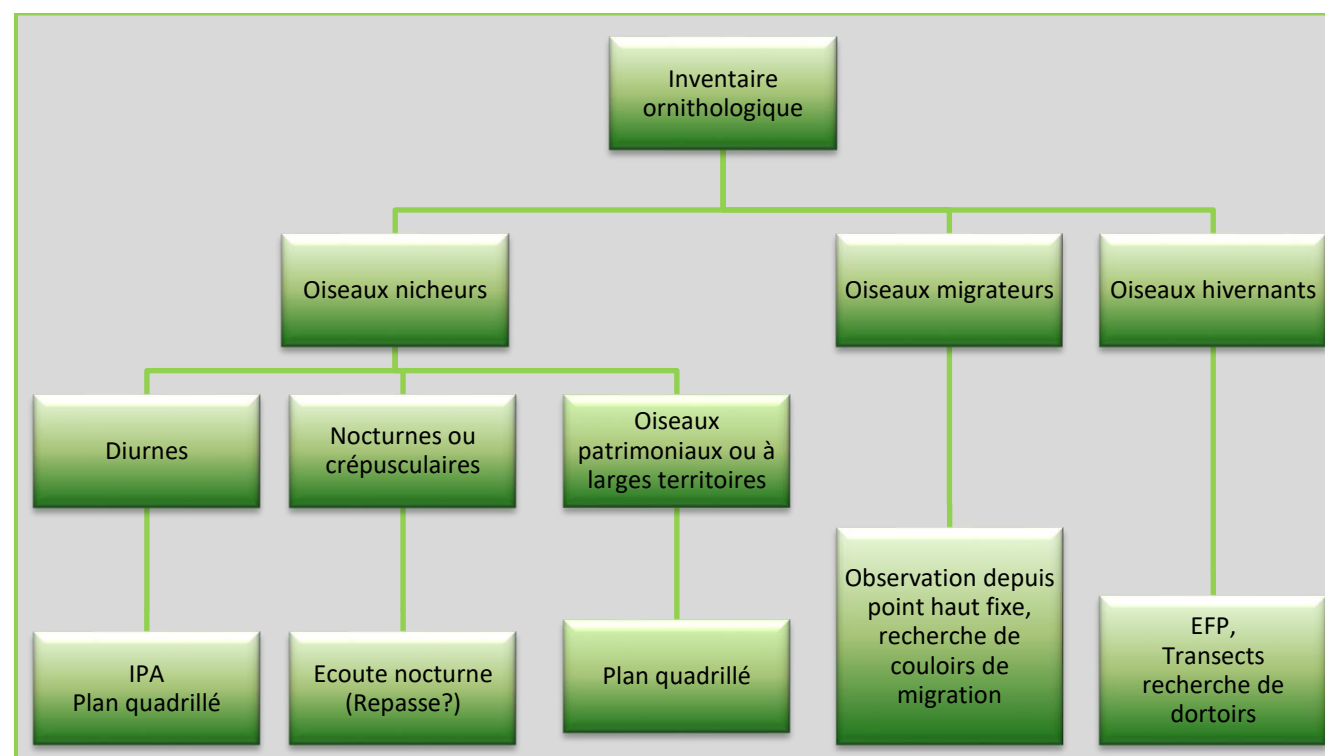 Inventaire
ornithologique
Oiseaux nicheurs
Oiseaux migrateurs
Oiseaux hivernants
Diurnes
Nocturnes ou
crépusculaires
Oiseaux
patrimoniaux ou à
larges territoires
IPA
Plan quadrillé
Ecoute nocturne
(Repasse?)
Plan quadrillé
Observation depuis
point haut fixe,
recherche de
couloirs de
migration
EFP,
Transects
recherche de
dortoirs